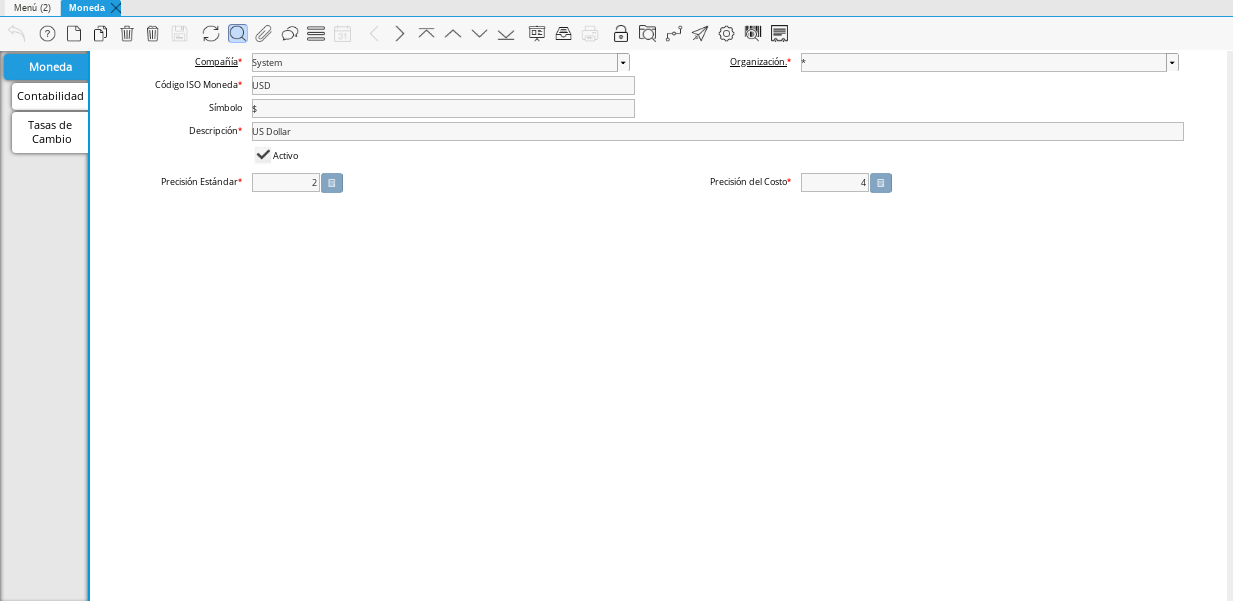 Menú (2) Moneda
31
Moneda
Contabilidad
Tasas de
Cambio
Compañía* System Organización.* *
Código ISO Moneda* USD
Símbolo $
Descripción* US Dollar
Activo
Precisión Estándar* 2 Precisión del Costo* 4